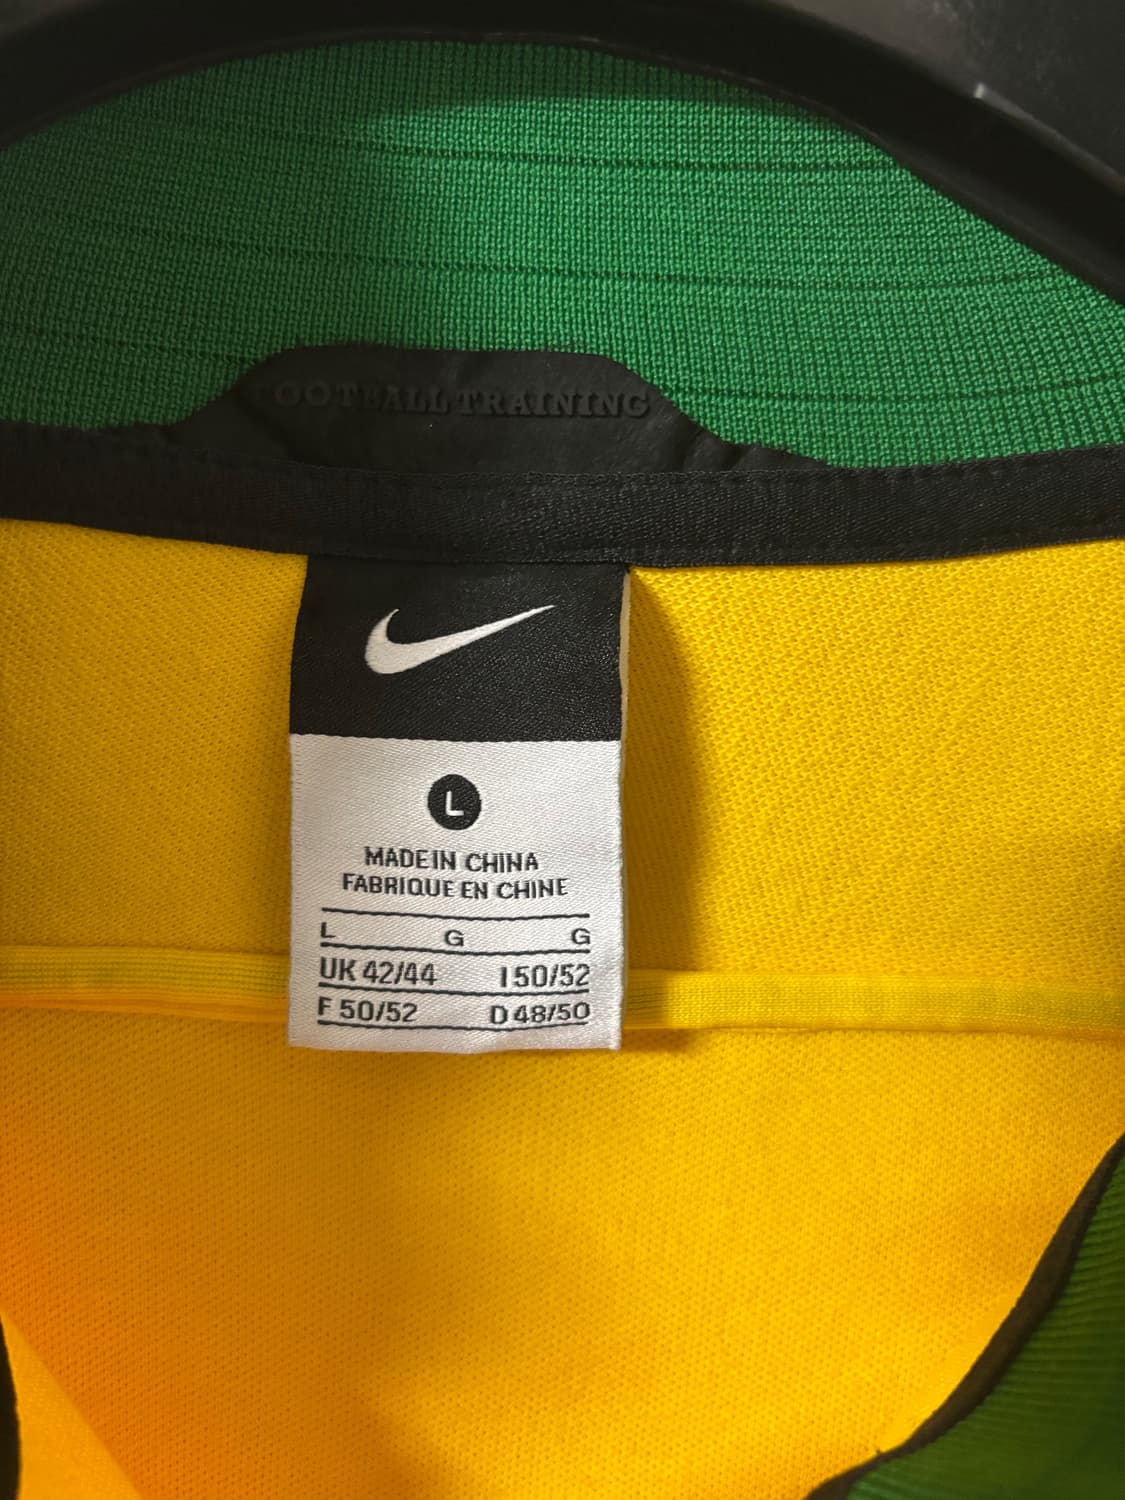 FOOTBALL TRAINING
L
MADE IN CHINA
FABRIQUE EN CHINE
L G G
UK 42/44 I 50/52
F 50/52 D 48/50